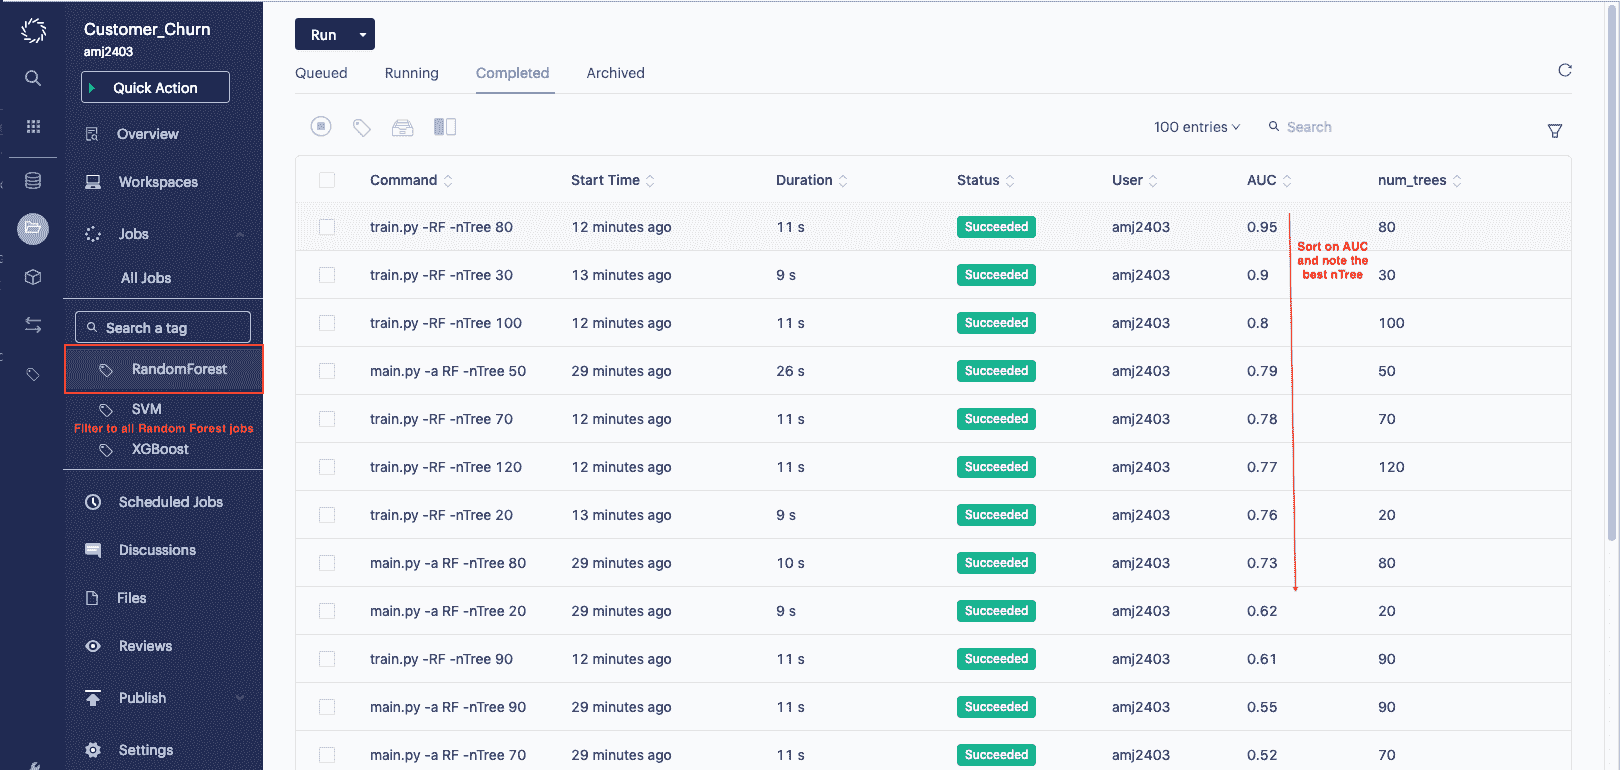 Customer_Churn
amj2403
Quick Action
Overview
Workspaces
Jobs
All Jobs
Search a tag
RandomForest
SVM
Filter to all Random Forest jobs
XGBoost
Scheduled Jobs
Discussions
Files
Reviews
Publish
Settings
Run
Queued Running Completed Archived
100 entries Search
Command Start Time Duration Status User AUC num_trees
train.py -RF -nTree 80 12 minutes ago 11 s Succeeded amj2403 0.95 80
Sort on AUC
and note the
best nTree
train.py -RF -nTree 30 13 minutes ago 9 s Succeeded amj2403 0.9 30
train.py -RF -nTree 100 12 minutes ago 11 s Succeeded amj2403 0.8 100
main.py -a RF -nTree 50 29 minutes ago 26 s Succeeded amj2403 0.79 50
train.py -RF -nTree 70 12 minutes ago 11 s Succeeded amj2403 0.78 70
train.py -RF -nTree 120 12 minutes ago 11 s Succeeded amj2403 0.77 120
train.py -RF -nTree 20 13 minutes ago 9 s Succeeded amj2403 0.76 20
main.py -a RF -nTree 80 29 minutes ago 10 s Succeeded amj2403 0.73 80
main.py -a RF -nTree 20 29 minutes ago 9 s Succeeded amj2403 0.62 20
train.py -RF -nTree 90 12 minutes ago 11 s Succeeded amj2403 0.61 90
main.py -a RF -nTree 90 29 minutes ago 11 s Succeeded amj2403 0.55 90
main.py -a RF -nTree 70 29 minutes ago 11 s Succeeded amj2403 0.52 70